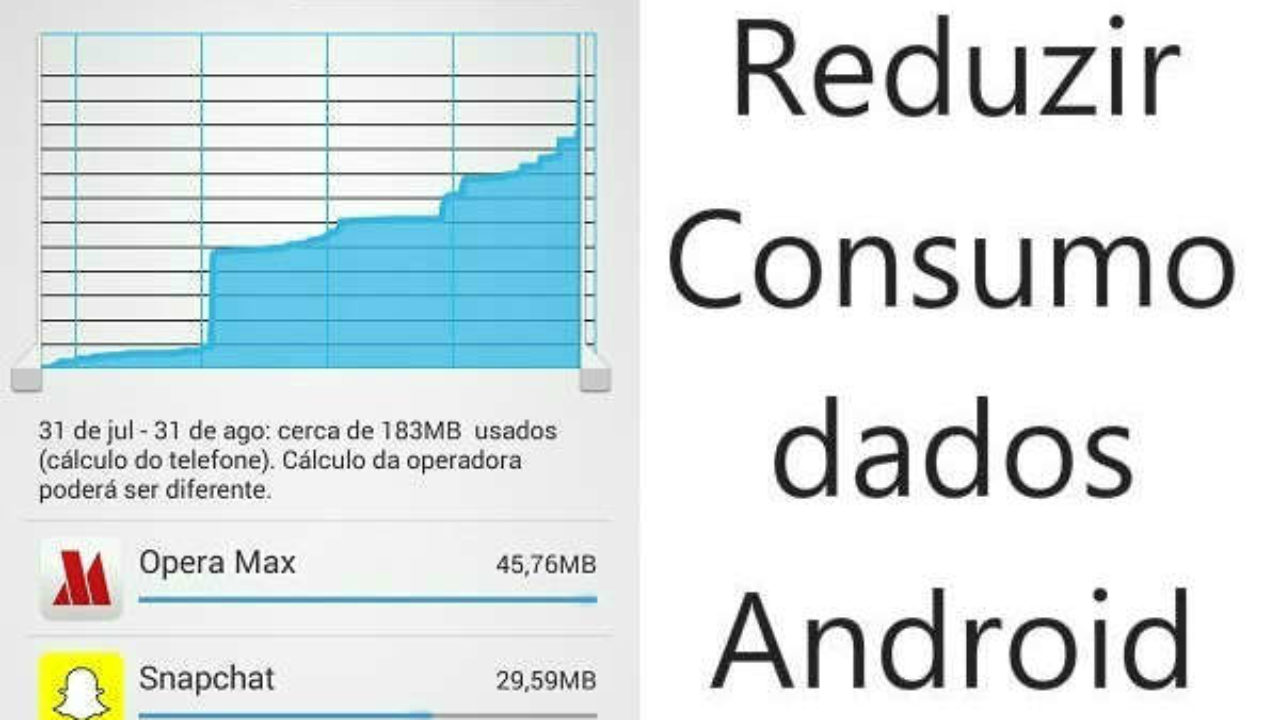 31 de jul - 31 de ago: cerca de 183MB usados
(cálculo do telefone). Cálculo da operadora
poderá ser diferente.
Opera Max 45,76MB
Snapchat 29,59MB
Reduzir
Consumo
dados
Android